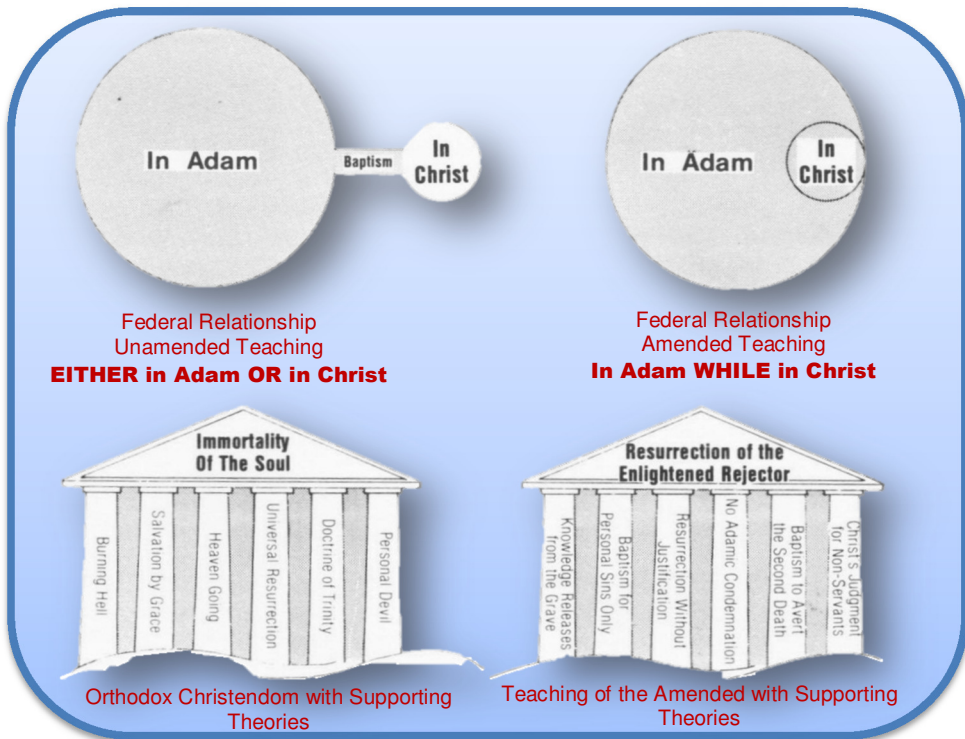 In Adam
Baptism
In
Christ
Federal Relationship
Unamended Teaching
EITHER in Adam OR in Christ
In Adam
In
Christ
Federal Relationship
Amended Teaching
In Adam WHILE in Christ
Immortality
Of The Soul
Burning Hell
Salvation by Grace
Heaven Going
Universal Resurrection
Doctrine of Trinity
Personal Devil
Orthodox Christendom with Supporting
Theories
Resurrection of the
Enlightened Rejector
Knowledge Releases
from the Grave
Baptism for
Personal Sins Only
Resurrection Without
Justification
No Adamic Condemnation
Baptism to Avert
the Second Death
Christ's Judgment
for Non-Servants
Teaching of the Amended with Supporting
Theories